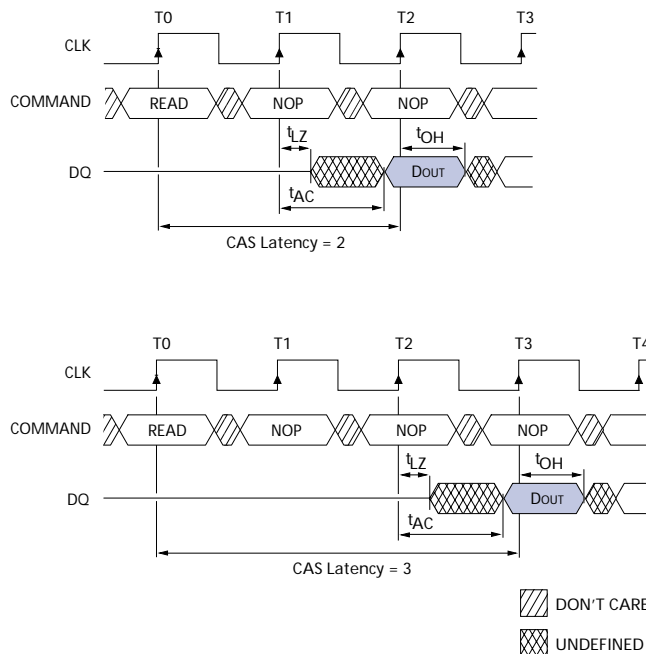 T0 T1 T2 T3
CLK
COMMAND READ NOP NOP
tLZ tOH
DQ DOUT
tAC
CAS Latency = 2
T0 T1 T2 T3 T4
CLK
COMMAND READ NOP NOP NOP
tLZ tOH
DQ DOUT
tAC
CAS Latency = 3
DON'T CARE
UNDEFINED